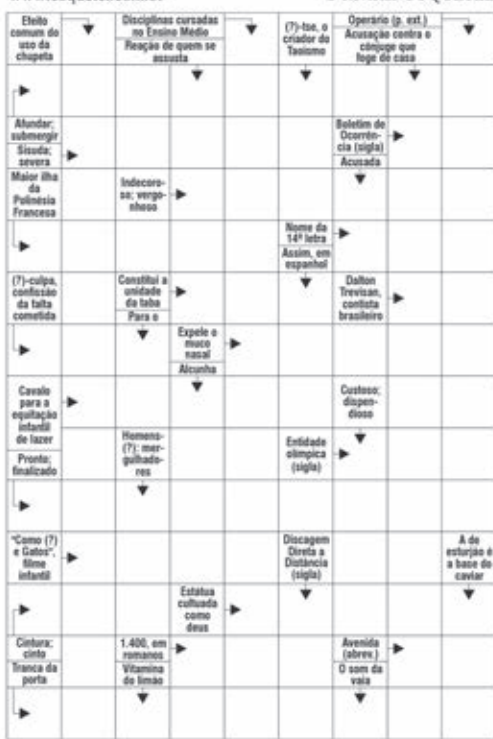 Efeito
comum do
uso da
chupeta
Disciplinas cursadas
no Ensino Médio
Reação de quem se
assusta
(?)-tse, o
criador do
Taoísmo
Operário (p. ext.)
Acusação contra o
cônjuge que
foge de casa
Afundar;
submergir
Sisuda;
severa
Boletim de
Ocorrên-
cia (sigla)
Acusada
Maior ilha
da
Polinésia
Francesa
Indecoro-
so; vergo-
nhoso
Nome da
14ª letra
Assim, em
espanhol
(?)-culpa,
confissão
da falta
cometida
Constitui a
unidade
da taba
Para o
Dalton
Trevisan,
contista
brasileiro
Expele o
muco
nasal
Alcunha
Cavalo
para a
equitação
infantil
de lazer
Pronto;
finalizado
Custoso;
dispen-
dioso
Homens-
(?): mer-
gulhado-
res
Entidade
olímpica
(sigla)
"Como (?)
e Gatos",
filme
infantil
Discagem
Direta a
Distância
(sigla)
A de
esturjão é
a base do
caviar
Estátua
cultuada
como
deus
Cintura;
cinto
Tranca da
porta
1.400, em
romanos
Vitamina
do limão
Avenida
(abrev.)
O som da
vaia